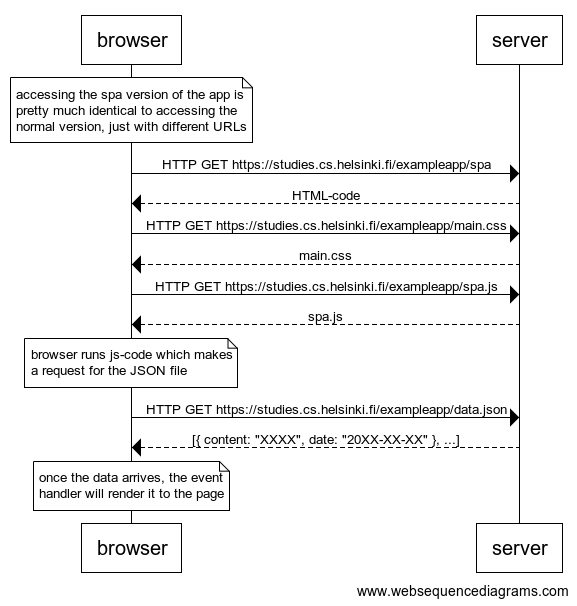 browser
server
accessing the spa version of the app is
pretty much identical to accessing the
normal version, just with different URLs
HTTP GET https://studies.cs.helsinki.fi/exampleapp/spa
HTML-code
HTTP GET https://studies.cs.helsinki.fi/exampleapp/main.css
main.css
HTTP GET https://studies.cs.helsinki.fi/exampleapp/spa.js
spa.js
browser runs js-code which makes
a request for the JSON file
HTTP GET https://studies.cs.helsinki.fi/exampleapp/data.json
[{ content: "XXXX", date: "20XX-XX-XX" }, ...]
once the data arrives, the event
handler will render it to the page
browser
server
www.websequencediagrams.com